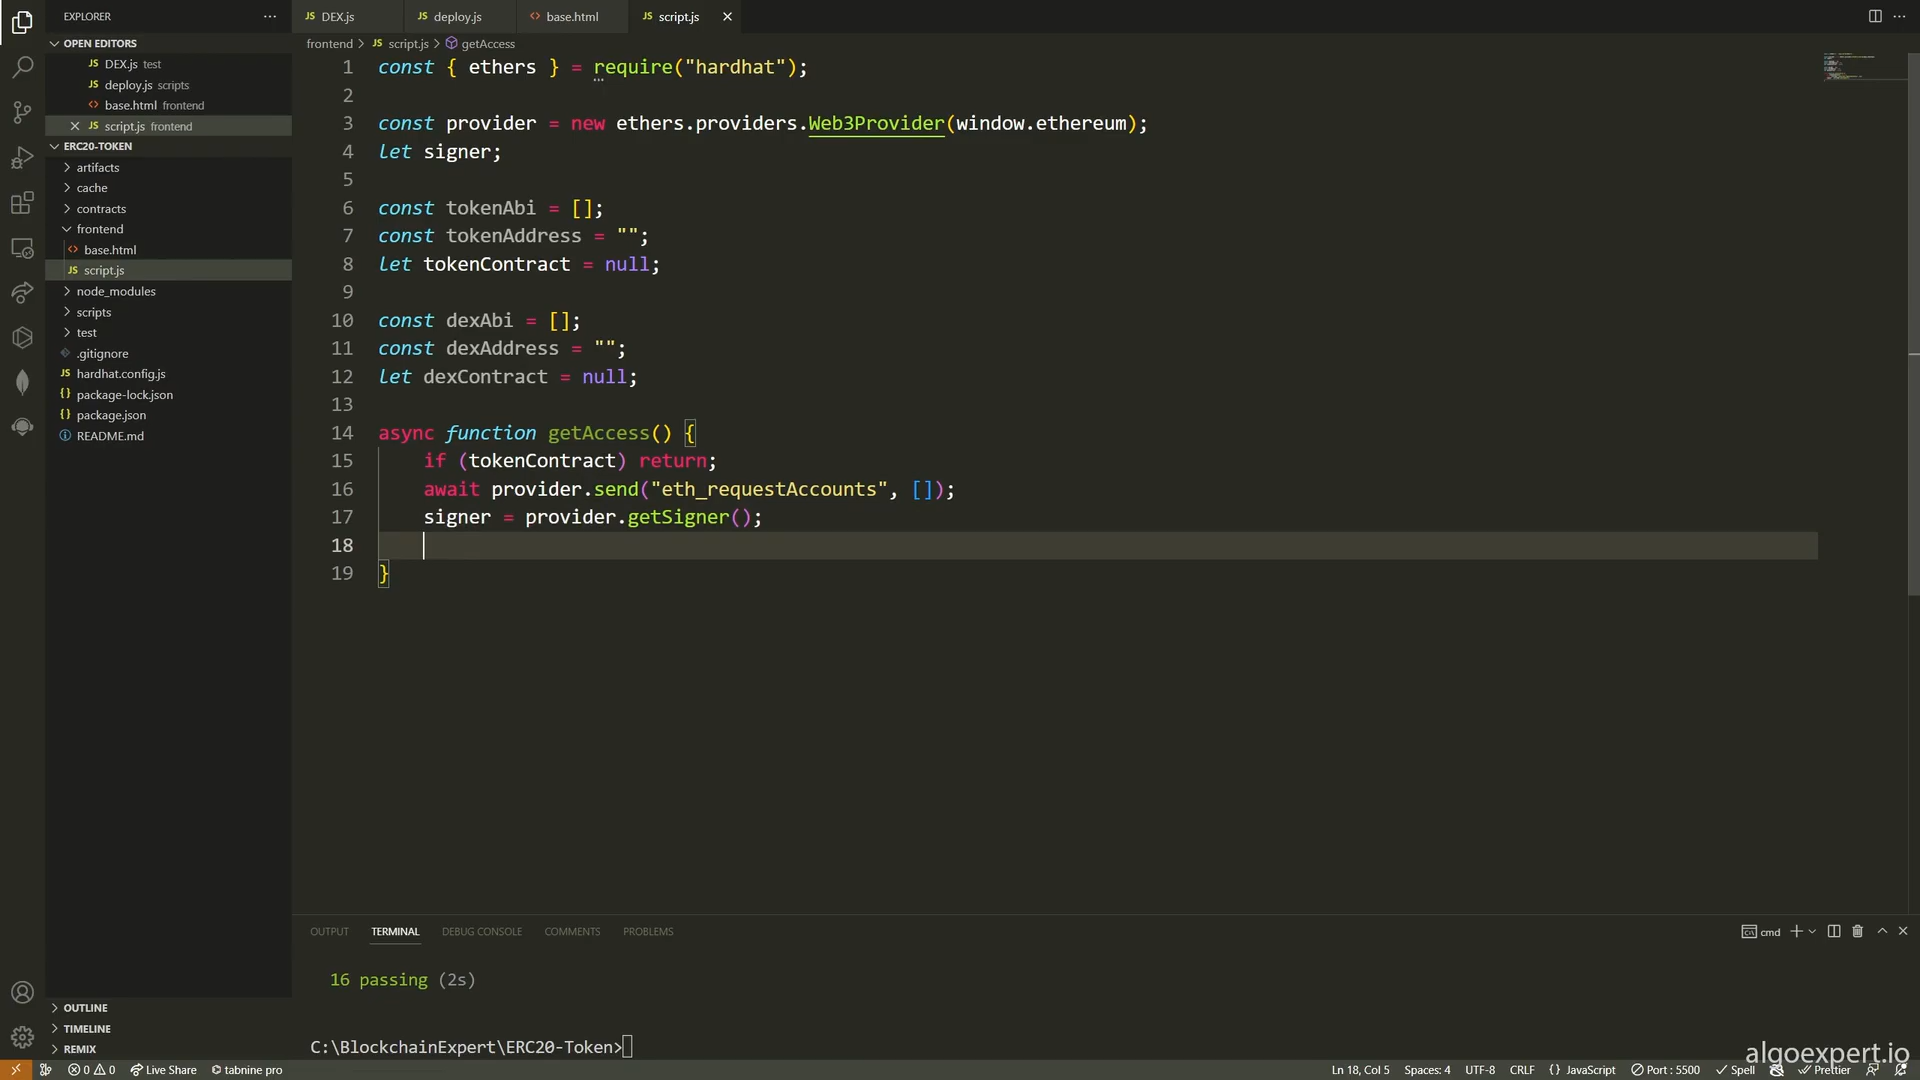 EXPLORER
OPEN EDITORS
DEX.js test
deploy.js scripts
base.html frontend
script.js frontend
ERC20-TOKEN
artifacts
cache
contracts
frontend
base.html
script.js
node_modules
scripts
test
.gitignore
hardhat.config.js
package-lock.json
package.json
README.md
OUTLINE
TIMELINE
REMIX
JS DEX.js
JS deploy.js
<> base.html
JS script.js
frontend > JS script.js > getAccess
1 const { ethers } = require("hardhat");
2
3 const provider = new ethers.providers.Web3Provider(window.ethereum);
4 let signer;
5
6 const tokenAbi = [];
7 const tokenAddress = "";
8 let tokenContract = null;
9
10 const dexAbi = [];
11 const dexAddress = "";
12 let dexContract = null;
13
14 async function getAccess() {
15 if (tokenContract) return;
16 await provider.send("eth_requestAccounts", []);
17 signer = provider.getSigner();
18
19 }
OUTPUT TERMINAL DEBUG CONSOLE COMMENTS PROBLEMS
cmd
16 passing (2s)
C:\BlockchainExpert\ERC20-Token>
algoexpert.io
0 0 Live Share tabnine pro
Ln 18, Col 5 Spaces: 4 UTF-8 CRLF {} JavaScript Port : 5500 Spell Prettier